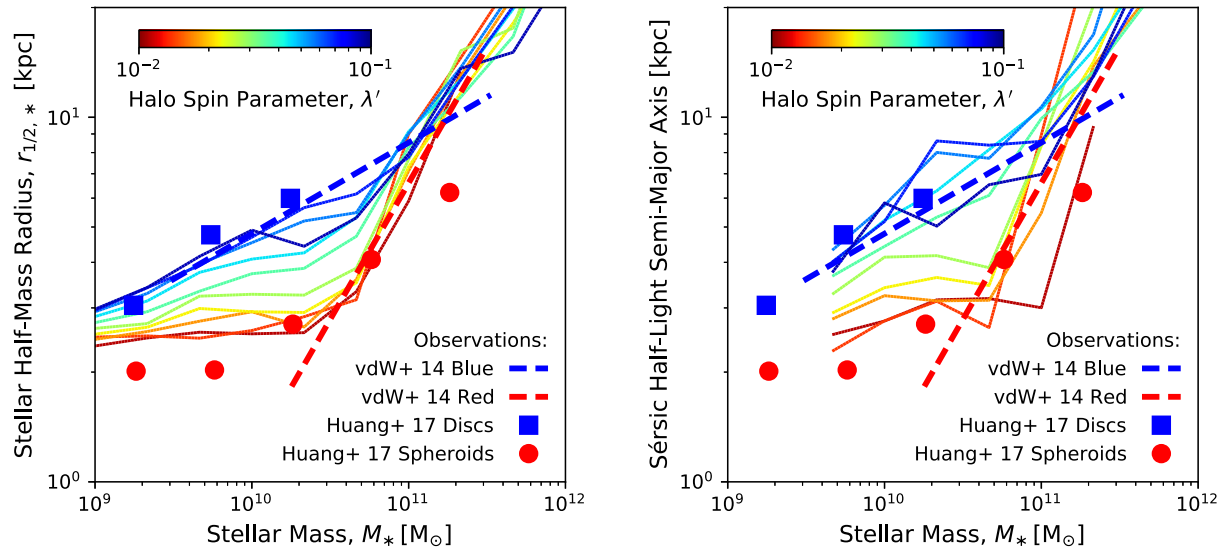 Stellar Half-Mass Radius, r1/2, * [kpc]
10¹
10⁰
10⁻² 10⁻¹
Halo Spin Parameter, λ′
Observations:
vdW+ 14 Blue
vdW+ 14 Red
Huang+ 17 Discs
Huang+ 17 Spheroids
10⁹ 10¹⁰ 10¹¹ 10¹²
Stellar Mass, M* [M⊙]
Sérsic Half-Light Semi-Major Axis [kpc]
10¹
10⁰
10⁻² 10⁻¹
Halo Spin Parameter, λ′
Observations:
vdW+ 14 Blue
vdW+ 14 Red
Huang+ 17 Discs
Huang+ 17 Spheroids
10⁹ 10¹⁰ 10¹¹ 10¹²
Stellar Mass, M* [M⊙]